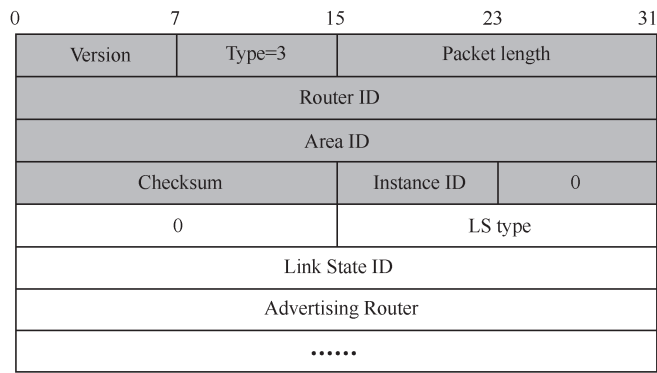 0 7 15 23 31
Version Type=3 Packet length
Router ID
Area ID
Checksum Instance ID 0
0 LS type
Link State ID
Advertising Router
······